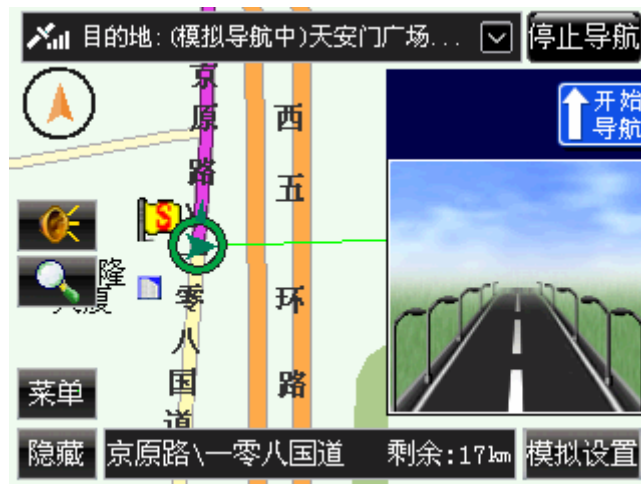 目的地: (模拟导航中)天安门广场...
停止导航
京原路
西五环路
开始
导航
S
隆
大厦
一零八国道
菜单
隐藏
京原路\一零八国道
剩余:17km
模拟设置